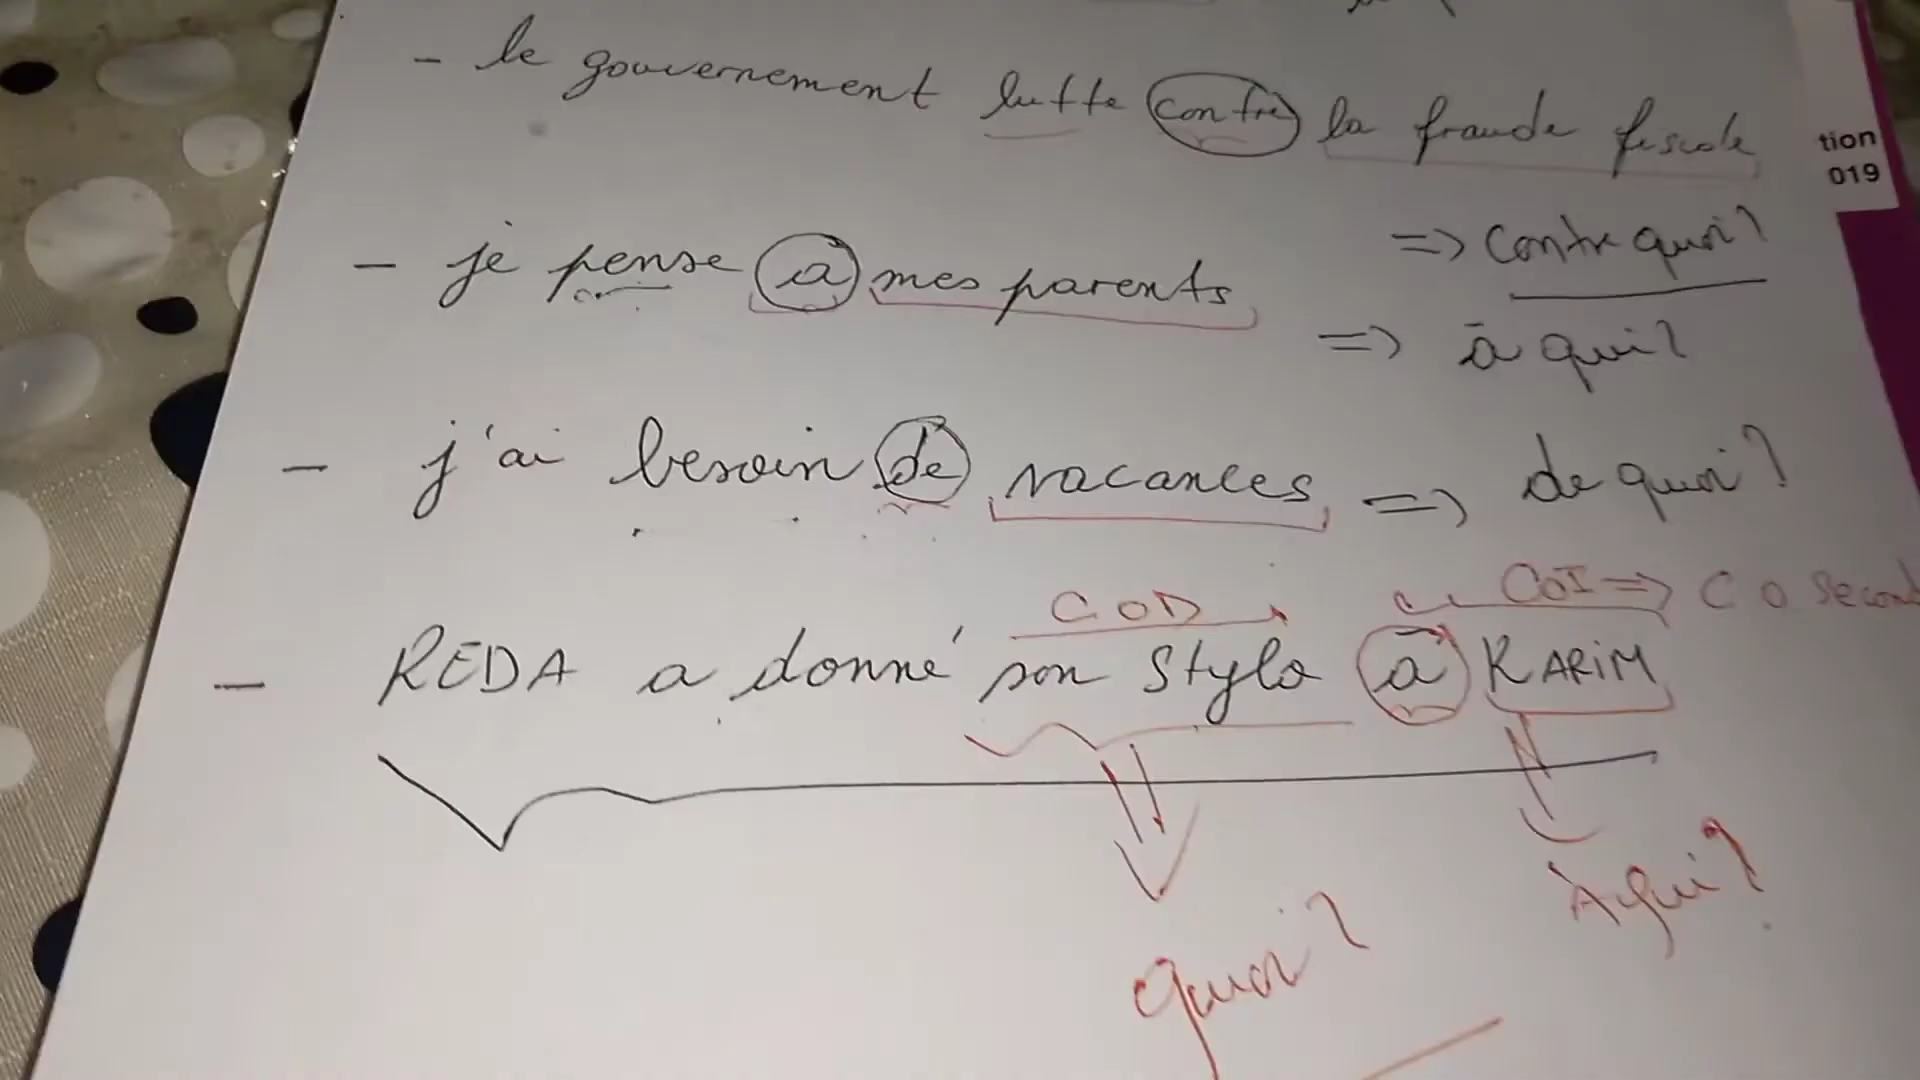 - le gouvernement lutte contre la fraude fiscale
tion
019
=> contre quoi ?
- je pense à mes parents
=> à qui ?
- j'ai besoin de vacances => de quoi ?
COD
COI => CO second
- REDA a donné son stylo à KARIM
À qui ?
quoi ?